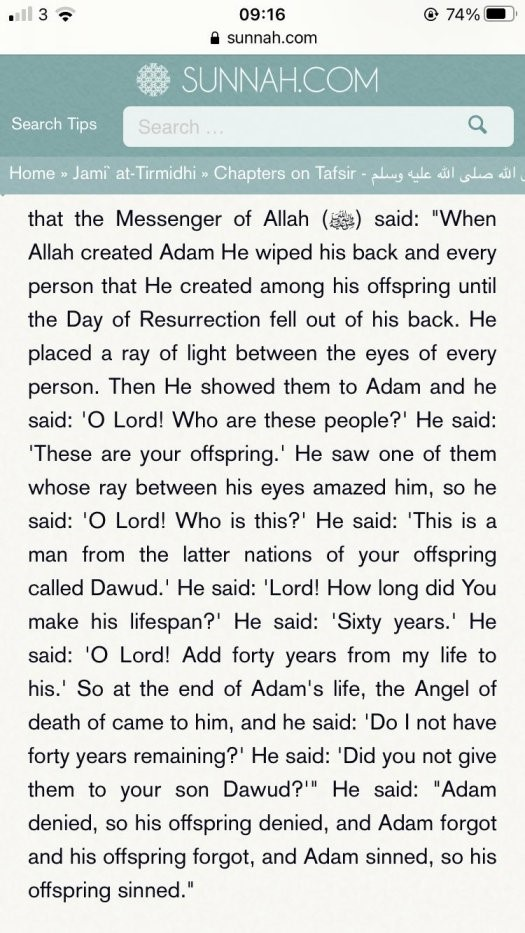 3 09:16 74%
sunnah.com
SUNNAH.COM
Search Tips Search ...
Home » Jami` at-Tirmidhi » Chapters on Tafsir - الله صلى الله عليه وسلم
that the Messenger of Allah (ﷺ) said: "When
Allah created Adam He wiped his back and every
person that He created among his offspring until
the Day of Resurrection fell out of his back. He
placed a ray of light between the eyes of every
person. Then He showed them to Adam and he
said: 'O Lord! Who are these people?' He said:
'These are your offspring.' He saw one of them
whose ray between his eyes amazed him, so he
said: 'O Lord! Who is this?' He said: 'This is a
man from the latter nations of your offspring
called Dawud.' He said: 'Lord! How long did You
make his lifespan?' He said: 'Sixty years.' He
said: 'O Lord! Add forty years from my life to
his.' So at the end of Adam's life, the Angel of
death of came to him, and he said: 'Do I not have
forty years remaining?' He said: 'Did you not give
them to your son Dawud?'" He said: "Adam
denied, so his offspring denied, and Adam forgot
and his offspring forgot, and Adam sinned, so his
offspring sinned."